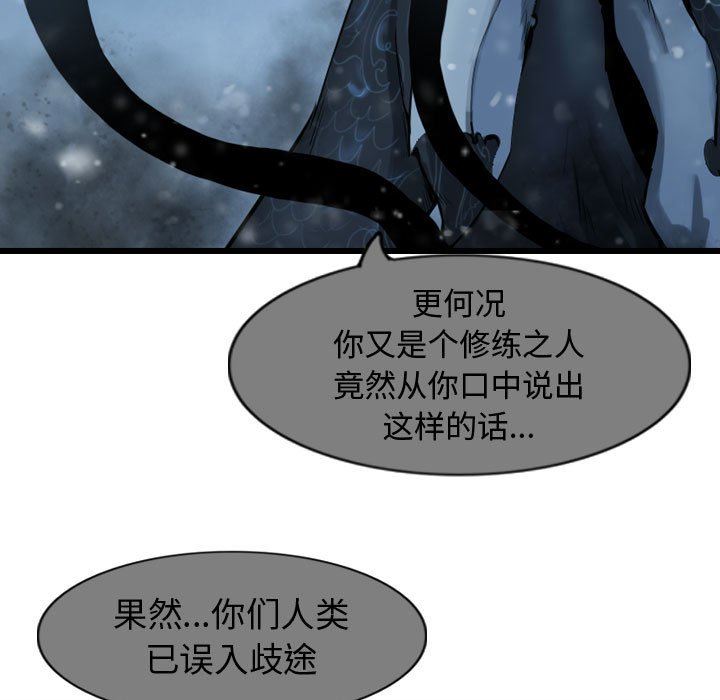 更何况
你又是个修练之人
竟然从你口中说出
这样的话...
果然...你们人类
已误入歧途